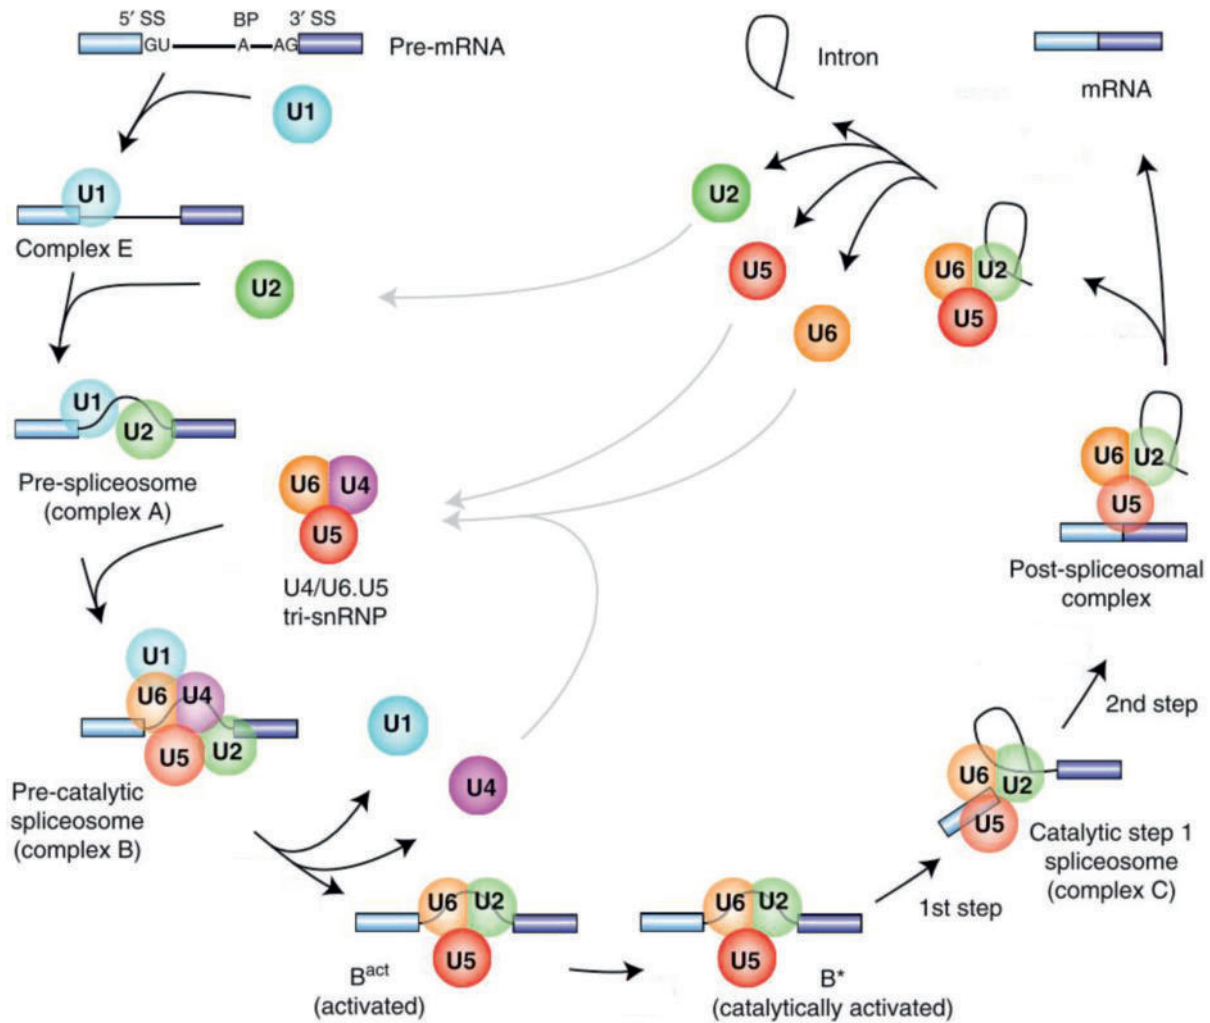 5′ SS BP 3′ SS
GU A AG Pre-mRNA
U1
U1
Complex E
U2
U1 U2
Pre-spliceosome
(complex A)
U6 U4
U5
U4/U6.U5
tri-snRNP
U1
U6 U4
U5 U2
Pre-catalytic
spliceosome
(complex B)
U1
U4
U6 U2
U5
B^act
(activated)
U6 U2
U5
B*
(catalytically activated)
1st step
U6 U2
U5
Catalytic step 1
spliceosome
(complex C)
2nd step
U6 U2
U5
Post-spliceosomal
complex
mRNA
U6 U2
U5
Intron
U2
U5
U6